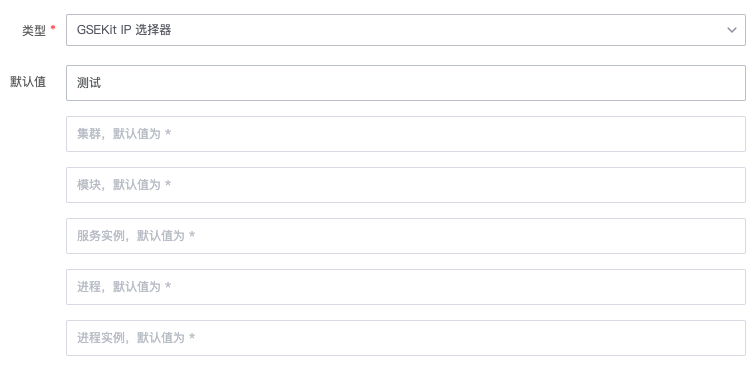 类型 * GSEKit IP 选择器
默认值 测试
集群，默认值为 *
模块，默认值为 *
服务实例，默认值为 *
进程，默认值为 *
进程实例，默认值为 *